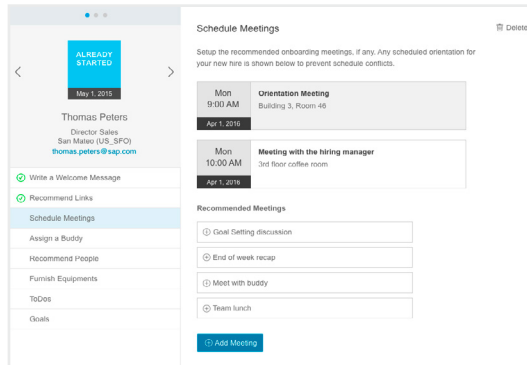 ALREADY
STARTED
May 1, 2015
Thomas Peters
Director Sales
San Mateo (US_SFO)
thomas.peters@sap.com
Write a Welcome Message
Recommend Links
Schedule Meetings
Assign a Buddy
Recommend People
Furnish Equipments
ToDos
Goals
Schedule Meetings
Delete
Setup the recommended onboarding meetings, if any. Any scheduled orientation for
your new hire is shown below to prevent schedule conflicts.
Mon
9:00 AM
Apr 1, 2016
Orientation Meeting
Building 3, Room 46
Mon
10:00 AM
Apr 1, 2016
Meeting with the hiring manager
3rd floor coffee room
Recommended Meetings
Goal Setting discussion
End of week recap
Meet with buddy
Team lunch
Add Meeting